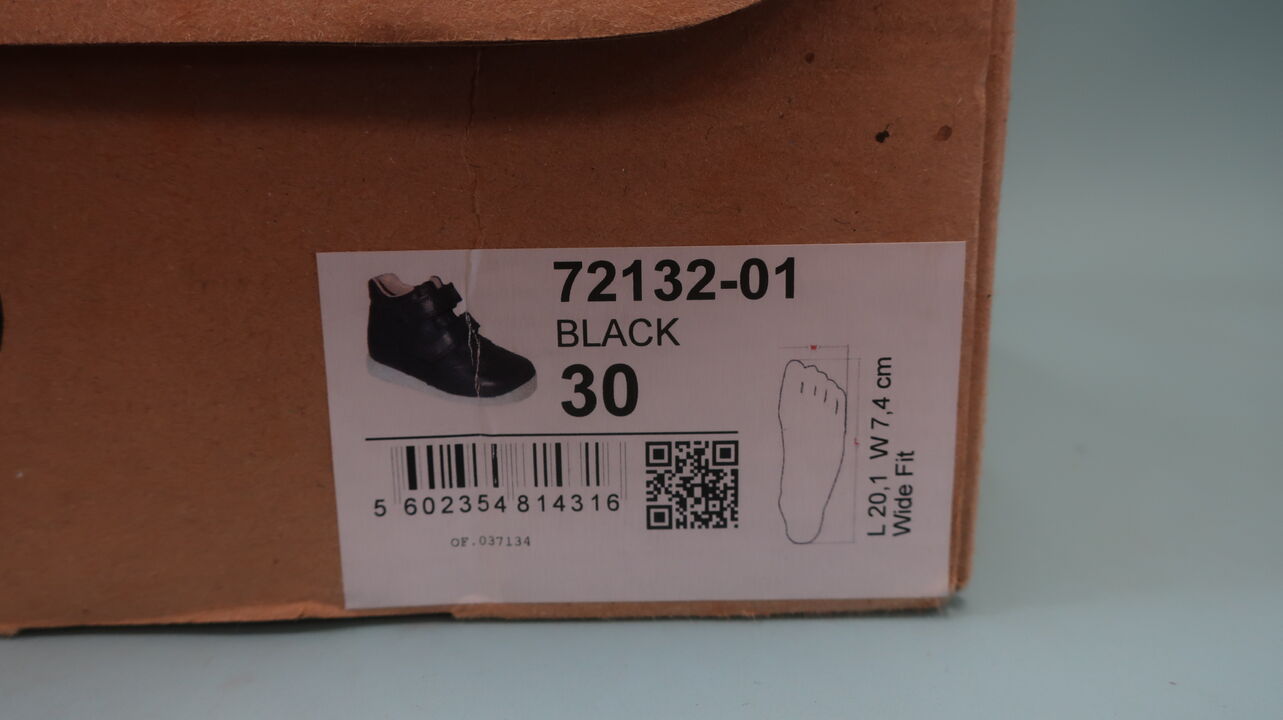 72132-01
BLACK
30
5 602354 814316
OF.037134
L 20,1 W 7,4 cm
Wide Fit